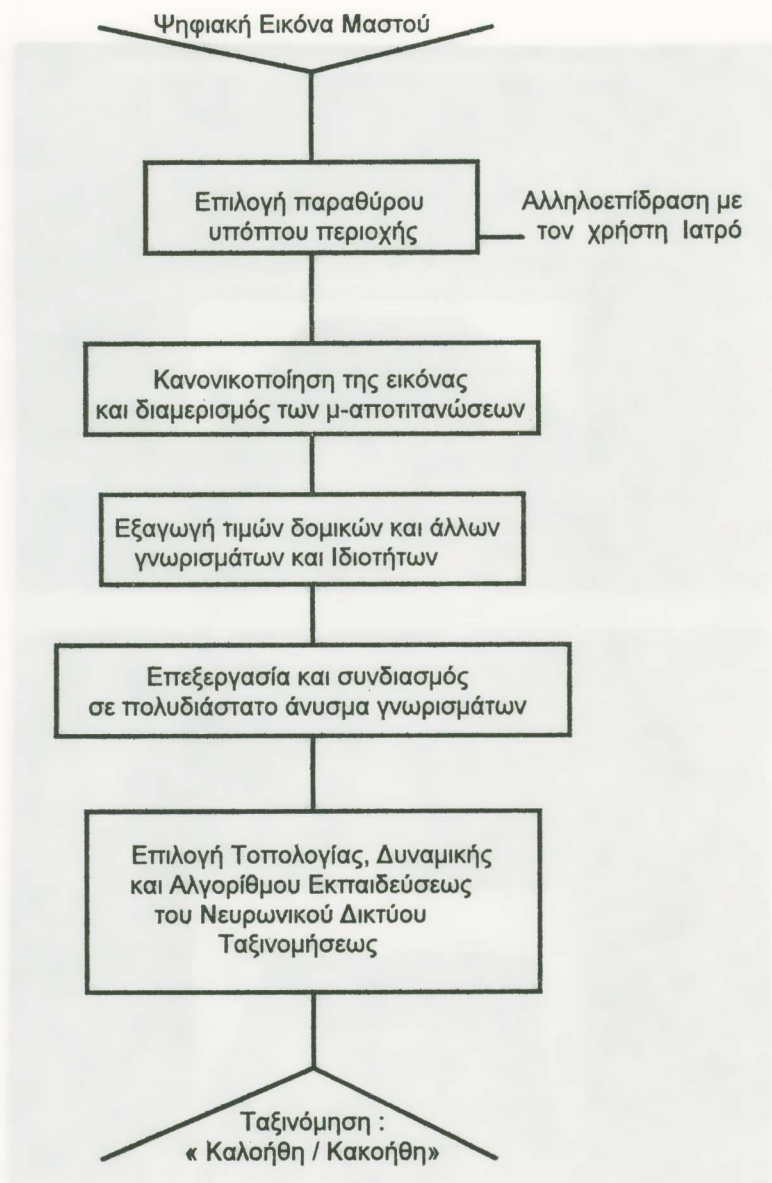 Ψηφιακή Εικόνα Μαστού
Επιλογή παραθύρου
υπόπτου περιοχής
Αλληλοεπίδραση με
τον χρήστη Ιατρό
Κανονικοποίηση της εικόνας
και διαμερισμός των μ-αποτιτανώσεων
Εξαγωγή τιμών δομικών και άλλων
γνωρισμάτων και Ιδιοτήτων
Επεξεργασία και συνδιασμός
σε πολυδιάστατο άνυσμα γνωρισμάτων
Επιλογή Τοπολογίας, Δυναμικής
και Αλγορίθμου Εκπαιδεύσεως
του Νευρωνικού Δικτύου
Ταξινομήσεως
Ταξινόμηση :
« Καλοήθη / Κακοήθη»